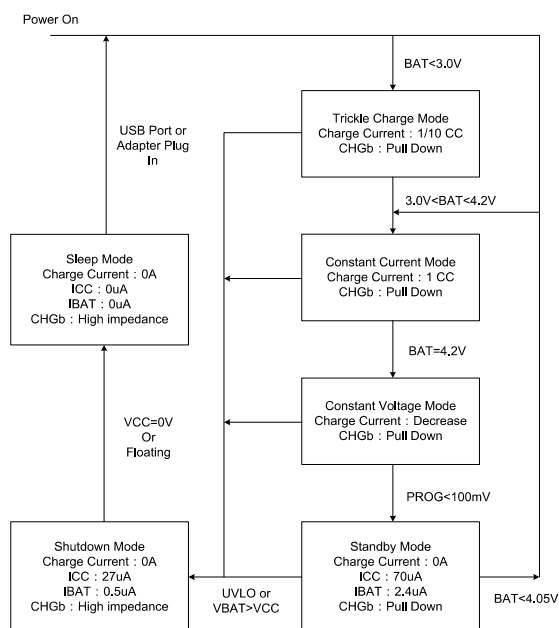 Power On
BAT<3.0V
Trickle Charge Mode
Charge Current : 1/10 CC
CHGb : Pull Down
USB Port or
Adapter Plug
In
3.0V<BAT<4.2V
Sleep Mode
Charge Current : 0A
ICC : 0uA
IBAT : 0uA
CHGb : High impedance
Constant Current Mode
Charge Current : 1 CC
CHGb : Pull Down
BAT=4.2V
VCC=0V
Or
Floating
Constant Voltage Mode
Charge Current : Decrease
CHGb : Pull Down
PROG<100mV
Shutdown Mode
Charge Current : 0A
ICC : 27uA
IBAT : 0.5uA
CHGb : High impedance
UVLO or
VBAT>VCC
Standby Mode
Charge Current : 0A
ICC : 70uA
IBAT : 2.4uA
CHGb : Pull Down
BAT<4.05V